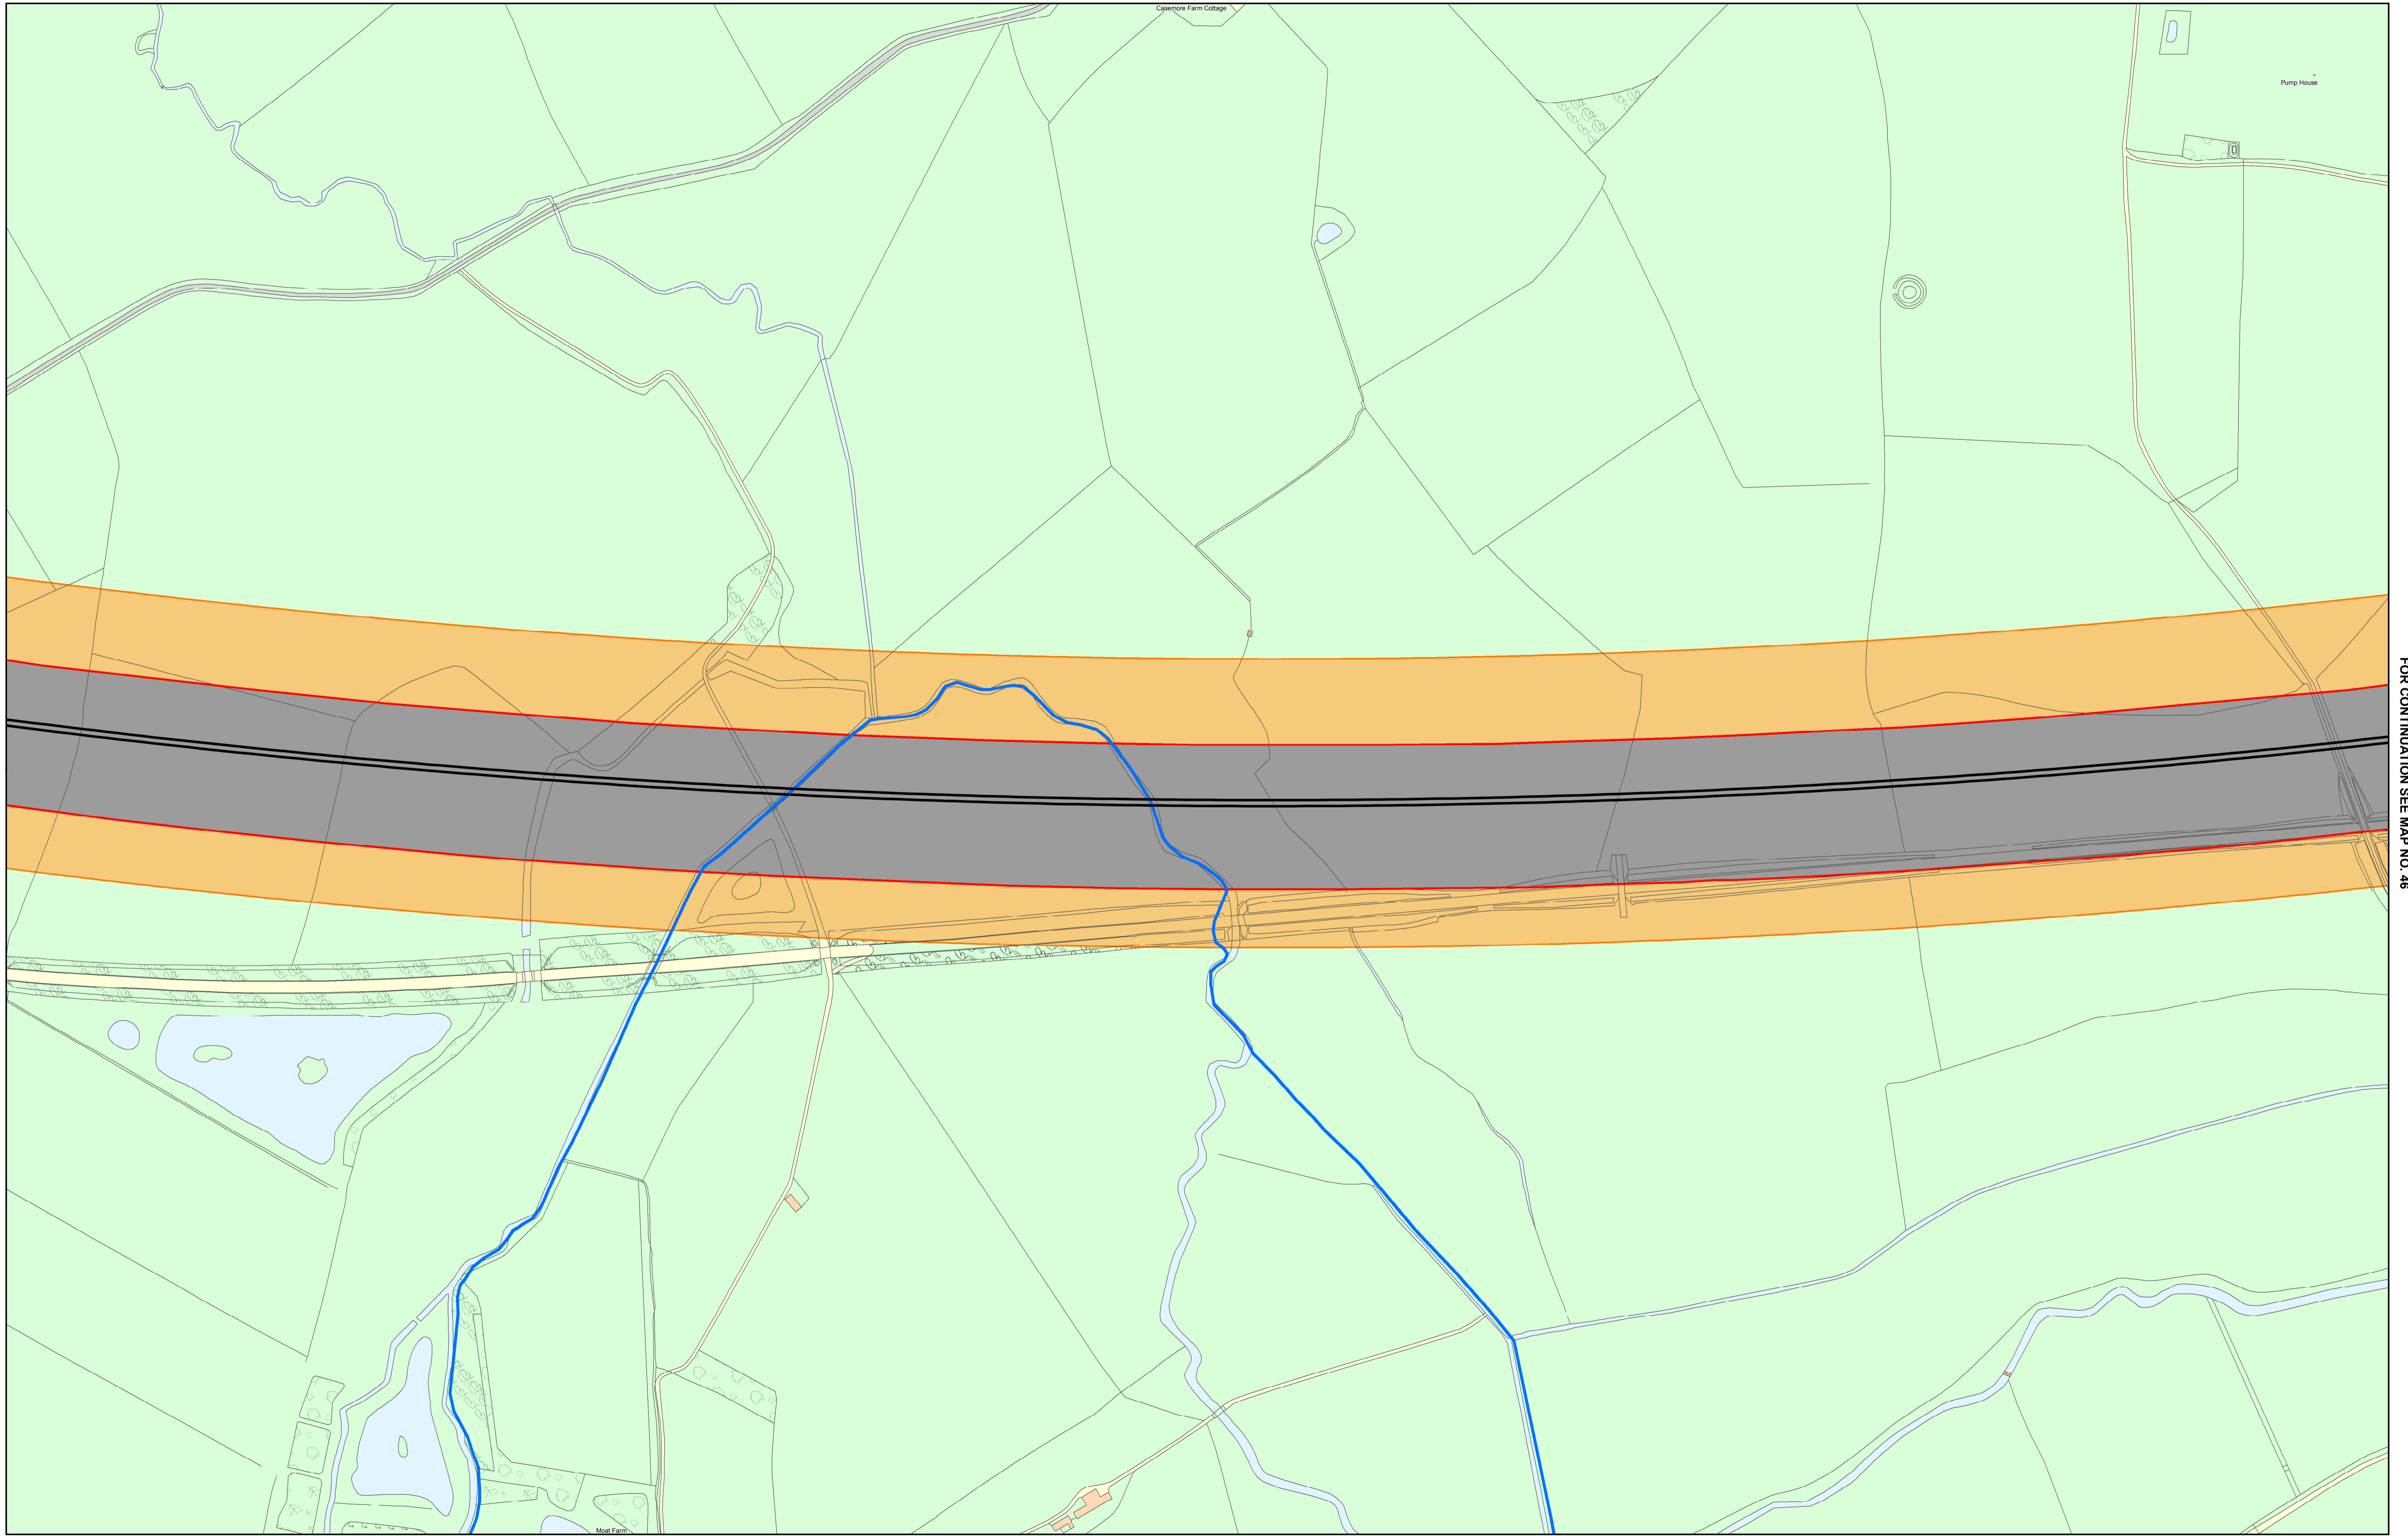 Casemore Farm Cottage
Pump House
FOR CONTINUATION SEE MAP NO. 46
Moat Farm